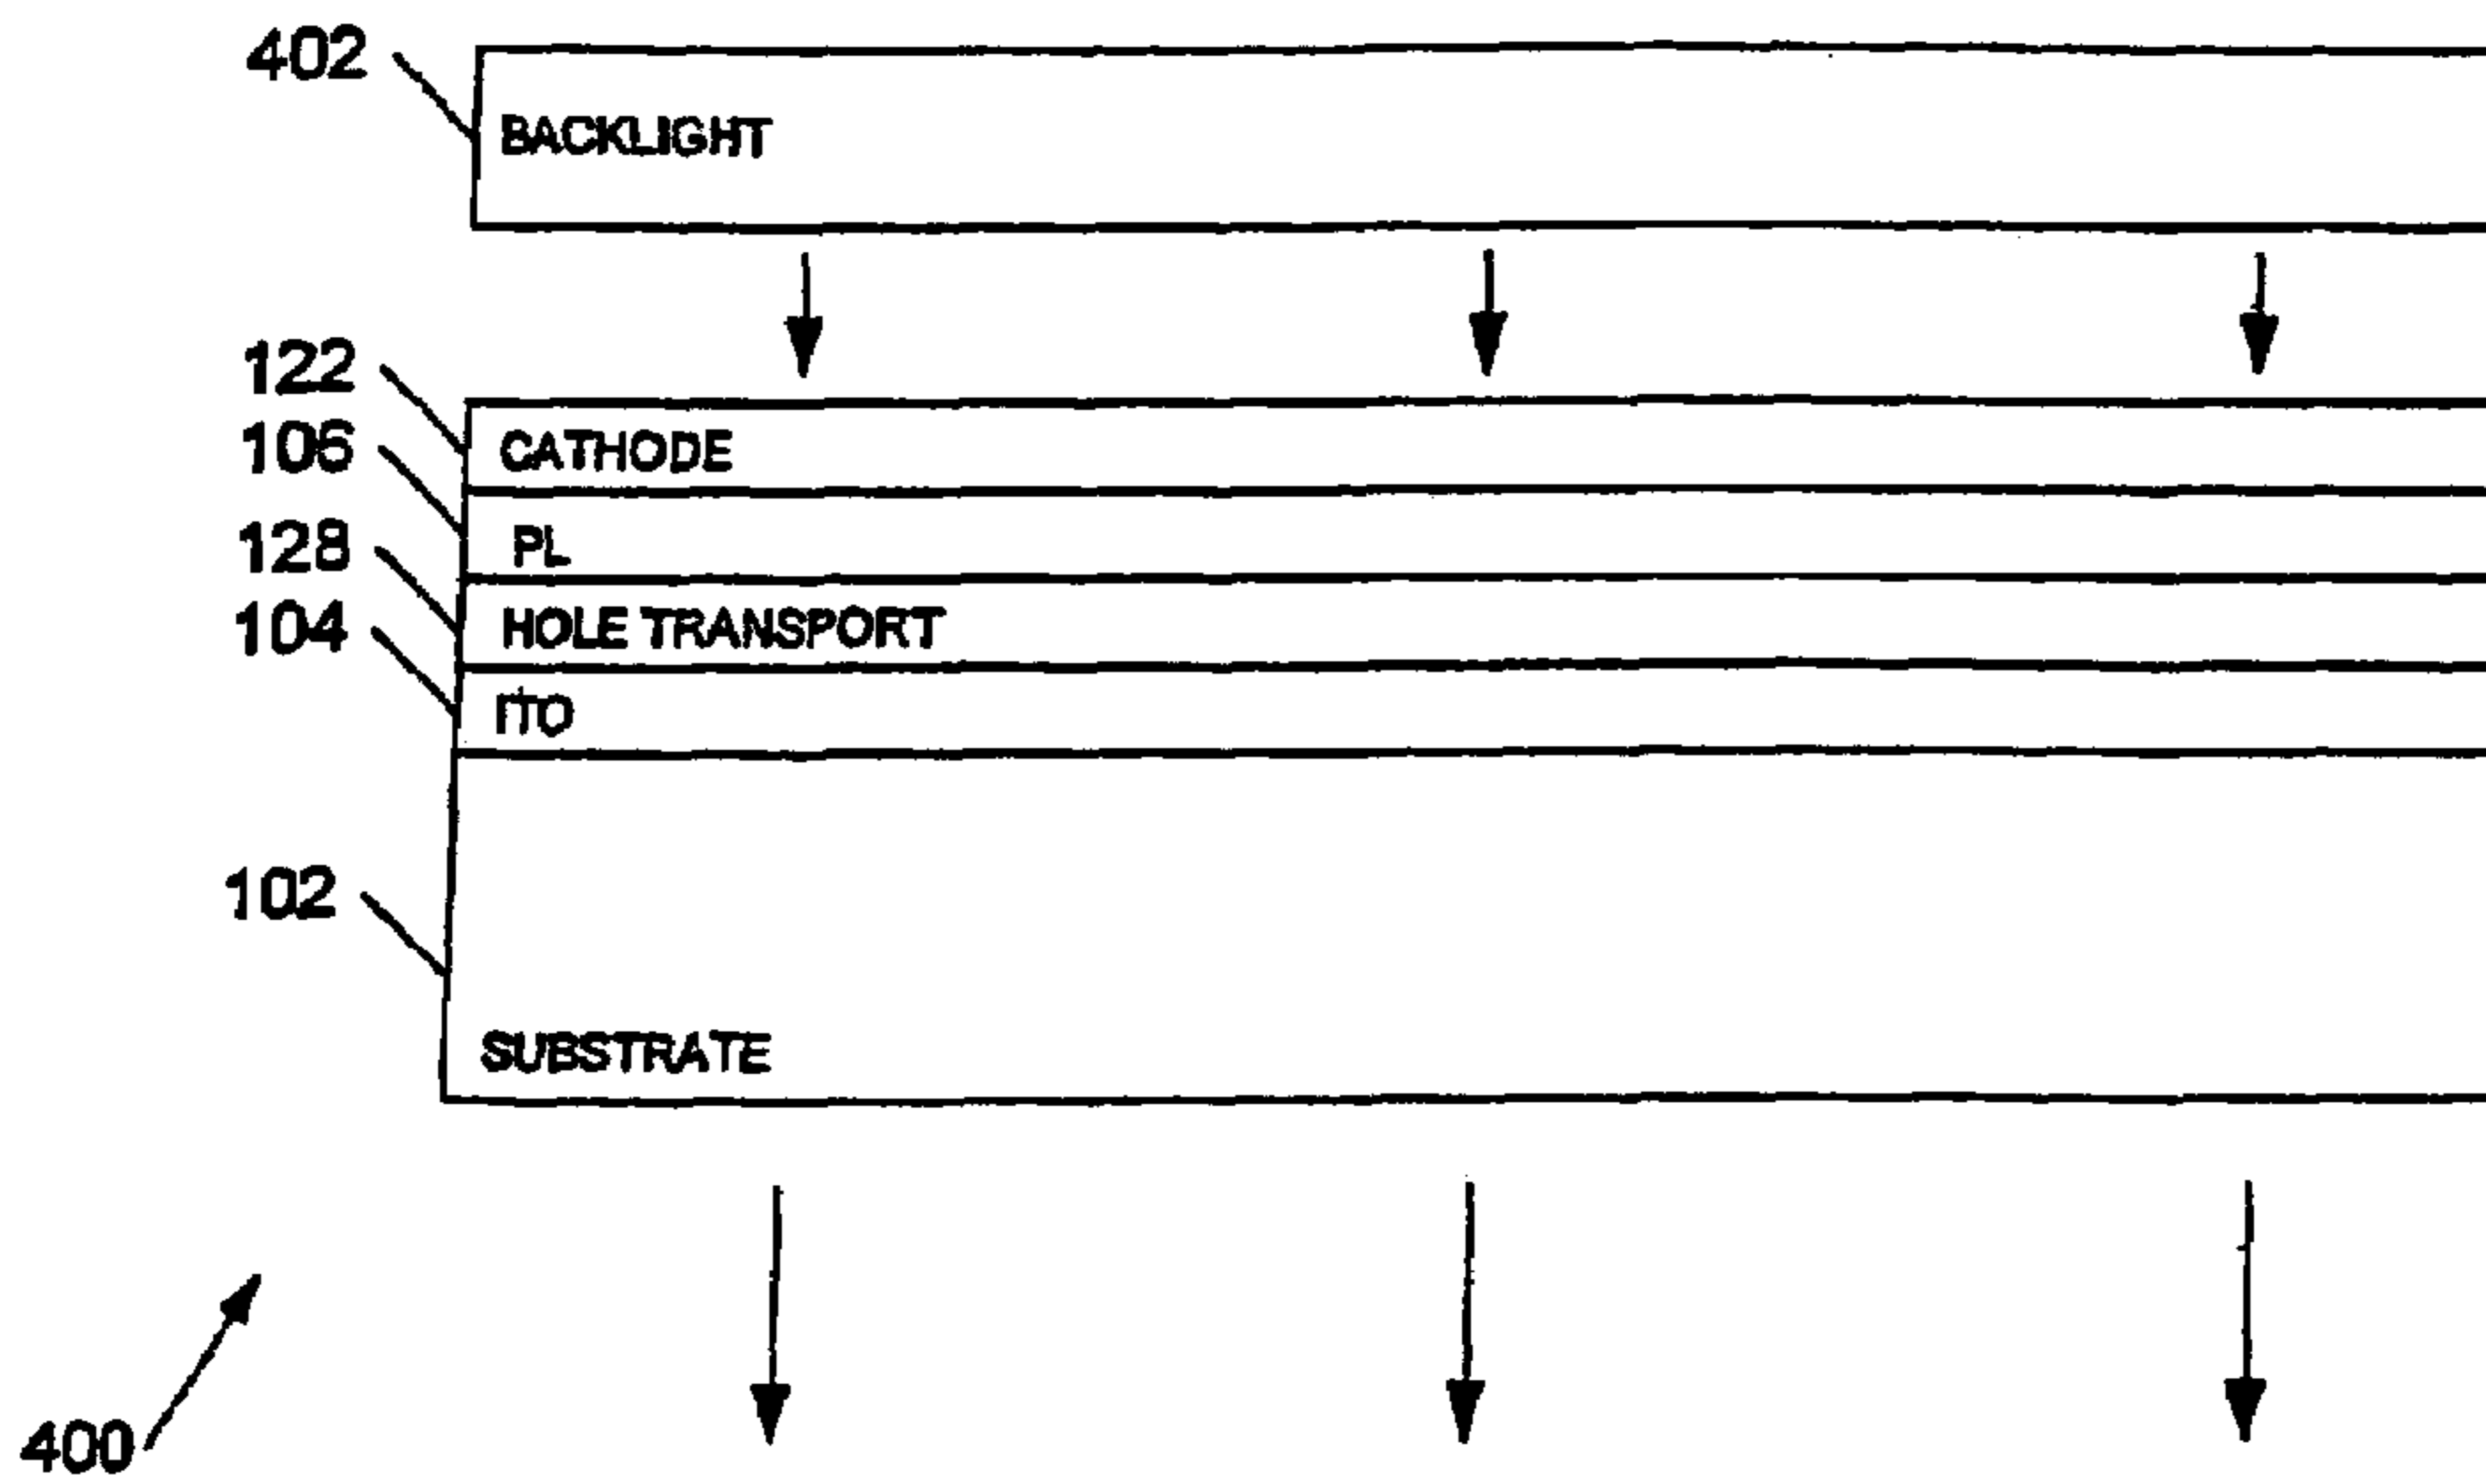 402
BACKLIGHT
122
CATHODE
106
PL
128
HOLE TRANSPORT
104
ITO
102
SUBSTRATE
400